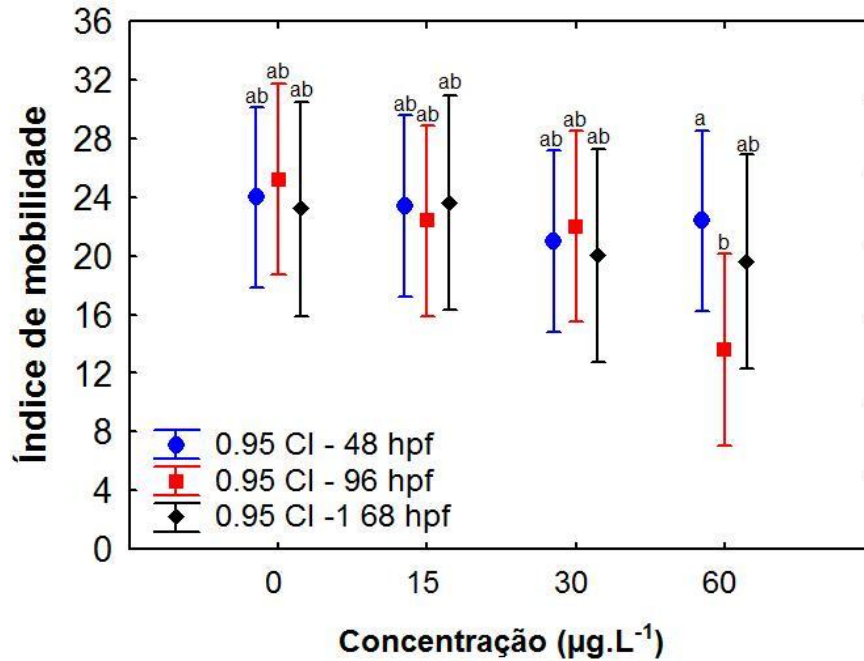 Índice de mobilidade
36
32
28
24
20
16
12
8
4
0
ab ab ab
ab ab ab
ab ab ab
a b ab
0.95 CI - 48 hpf
0.95 CI - 96 hpf
0.95 CI -1 68 hpf
0 15 30 60
Concentração (µg.L⁻¹)